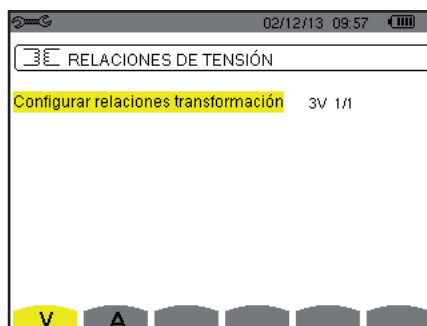 02/12/13 09:57
RELACIONES DE TENSIÓN
Configurar relaciones transformación 3V 1/1
V A